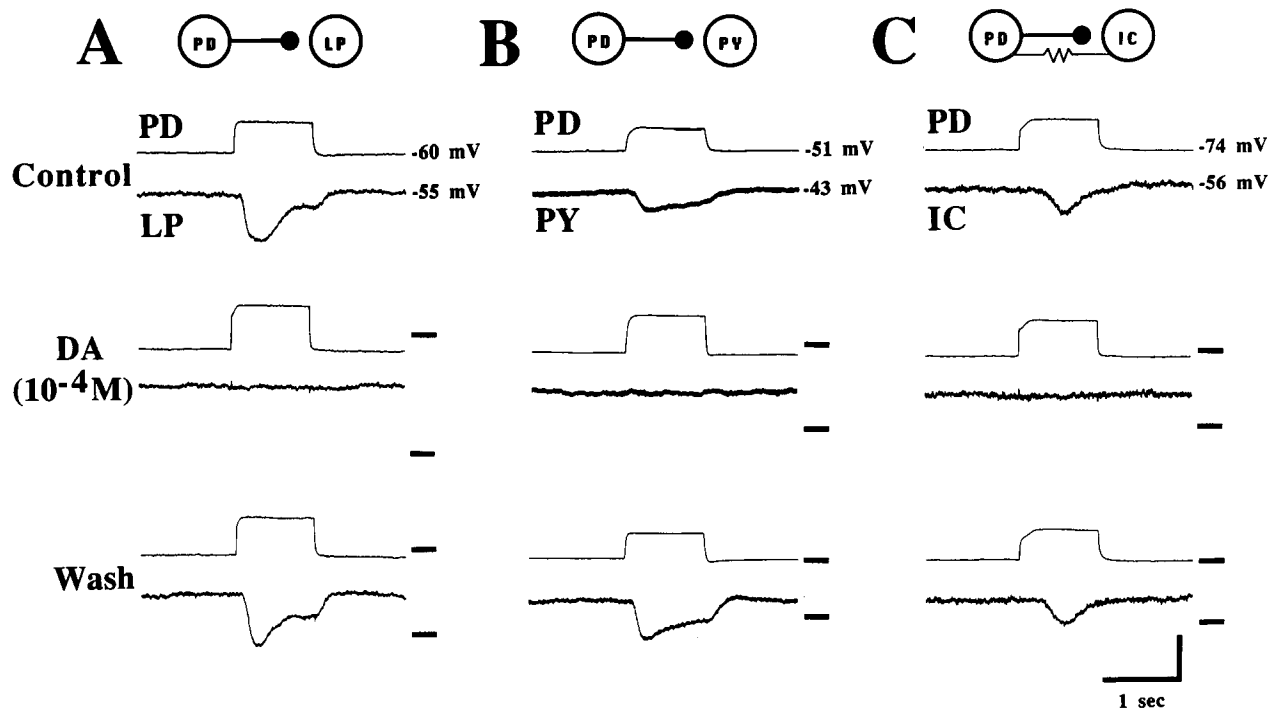 A PD LP B PD PY C PD IC
PD PD PD
-60 mV -51 mV -74 mV
Control
-55 mV -43 mV -56 mV
LP PY IC
DA
(10-4M)
Wash
1 sec